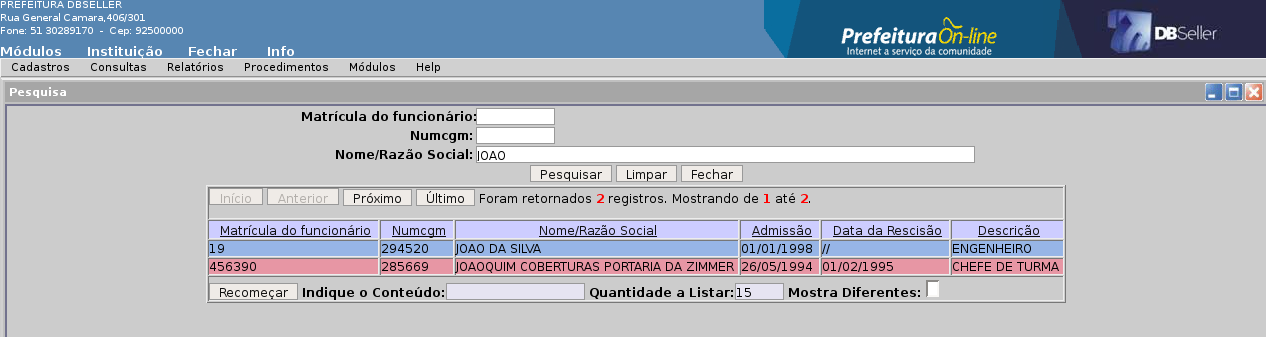 PREFEITURA DBSELLER
Rua General Camara,406/301
Fone: 51 30289170 - Cep: 92500000
Prefeitura On-line
Internet a serviço da comunidade
DBSeller
Módulos Instituição Fechar Info
Cadastros Consultas Relatórios Procedimentos Módulos Help
Pesquisa
Matrícula do funcionário:
Numcgm:
Nome/Razão Social: JOAO
Pesquisar Limpar Fechar
Início Anterior Próximo Último Foram retornados 2 registros. Mostrando de 1 até 2.
Matrícula do funcionário Numcgm Nome/Razão Social Admissão Data da Rescisão Descrição
19 294520 JOAO DA SILVA 01/01/1998 // ENGENHEIRO
456390 285669 JOAOQUIM COBERTURAS PORTARIA DA ZIMMER 26/05/1994 01/02/1995 CHEFE DE TURMA
Recomeçar Indique o Conteúdo: Quantidade a Listar: 15 Mostra Diferentes: